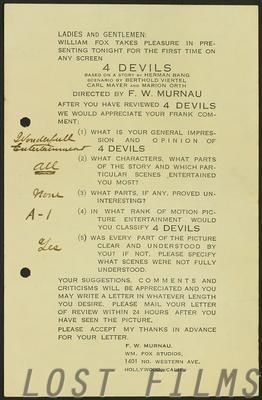 LADIES and GENTLEMEN:
WILLIAM FOX TAKES PLEASURE IN PRE-
SENTING TONIGHT FOR THE FIRST TIME ON
ANY SCREEN
4 DEVILS
BASED ON A STORY BY HERMAN BANG
SCENARIO BY BERTHOLD VIERTEL
CARL MAYER AND MARION ORTH
DIRECTED BY F. W. MURNAU
AFTER YOU HAVE REVIEWED 4 DEVILS
WE WOULD APPRECIATE YOUR FRANK COM-
MENT:
Wonderfull
Entertainment
(1) WHAT IS YOUR GENERAL IMPRES-
SION AND OPINION OF
4 DEVILS
All
(2) WHAT CHARACTERS, WHAT PARTS
OF THE STORY AND WHICH PAR-
TICULAR SCENES ENTERTAINED
YOU MOST?
None
(3) WHAT PARTS, IF ANY, PROVED UN-
INTERESTING?
A-1
(4) IN WHAT RANK OF MOTION PIC-
TURE ENTERTAINMENT WOULD
YOU CLASSIFY 4 DEVILS
Yes
(5) WAS EVERY PART OF THE PICTURE
CLEAR AND UNDERSTOOD BY
YOU? IF NOT, PLEASE SPECIFY
WHAT SCENES WERE NOT FULLY
UNDERSTOOD.
YOUR SUGGESTIONS, COMMENTS AND
CRITICISMS WILL BE APPRECIATED AND YOU
MAY WRITE A LETTER IN WHATEVER LENGTH
YOU DESIRE. PLEASE MAIL YOUR LETTER
OF REVIEW WITHIN 24 HOURS AFTER YOU
HAVE SEEN THE PICTURE.
PLEASE ACCEPT MY THANKS IN ADVANCE
FOR YOUR LETTER.
F. W. MURNAU.
WM. FOX STUDIOS,
1401 NO. WESTERN AVE.
HOLLYWOOD, CALIF.
LOST FILMS